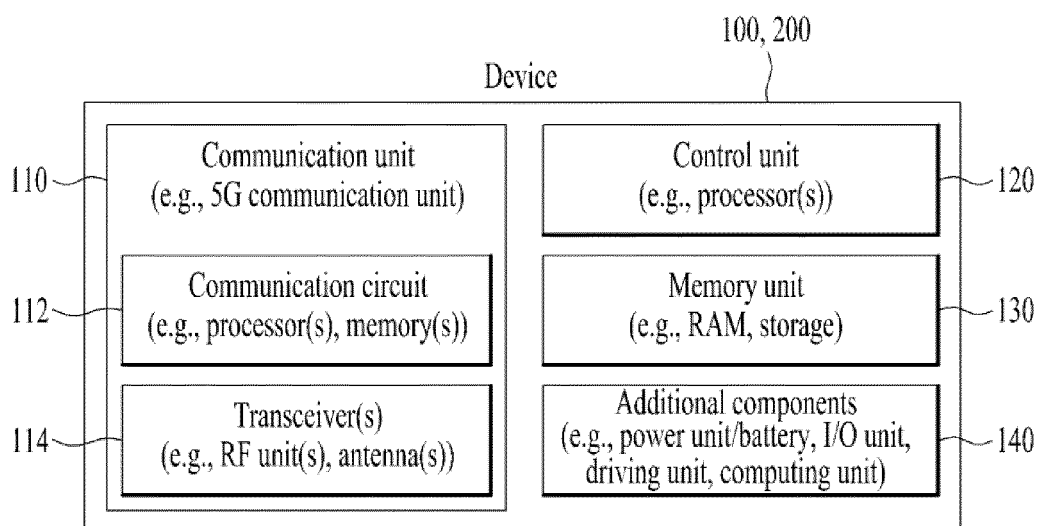 100, 200
Device
110
Communication unit
(e.g., 5G communication unit)
112
Communication circuit
(e.g., processor(s), memory(s))
114
Transceiver(s)
(e.g., RF unit(s), antenna(s))
Control unit
(e.g., processor(s))
120
Memory unit
(e.g., RAM, storage)
130
Additional components
(e.g., power unit/battery, I/O unit,
driving unit, computing unit)
140